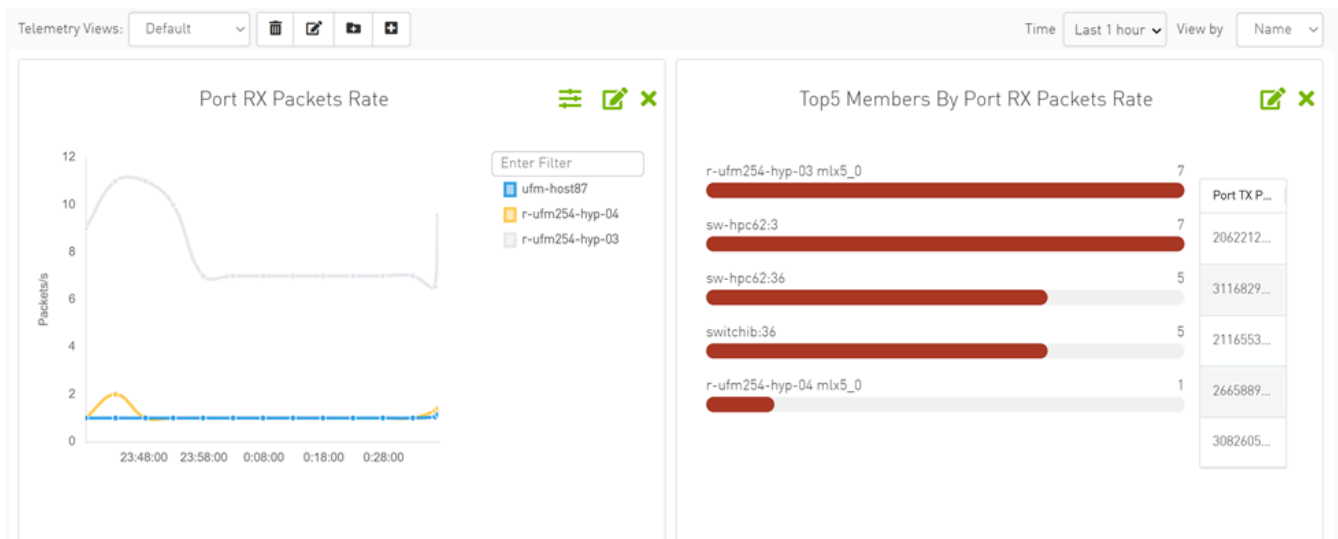 Telemetry Views: Default Time Last 1 hour View by Name
Port RX Packets Rate
Enter Filter
ufm-host87
r-ufm254-hyp-04
r-ufm254-hyp-03
Packets/s
12
10
8
6
4
2
0
23:48:00 23:58:00 0:08:00 0:18:00 0:28:00
Top5 Members By Port RX Packets Rate
r-ufm254-hyp-03 mlx5_0 7
sw-hpc62:3 7
sw-hpc62:36 5
switchib:36 5
r-ufm254-hyp-04 mlx5_0 1
Port TX P...
2062212...
3116829...
2116553...
2665889...
3082605...